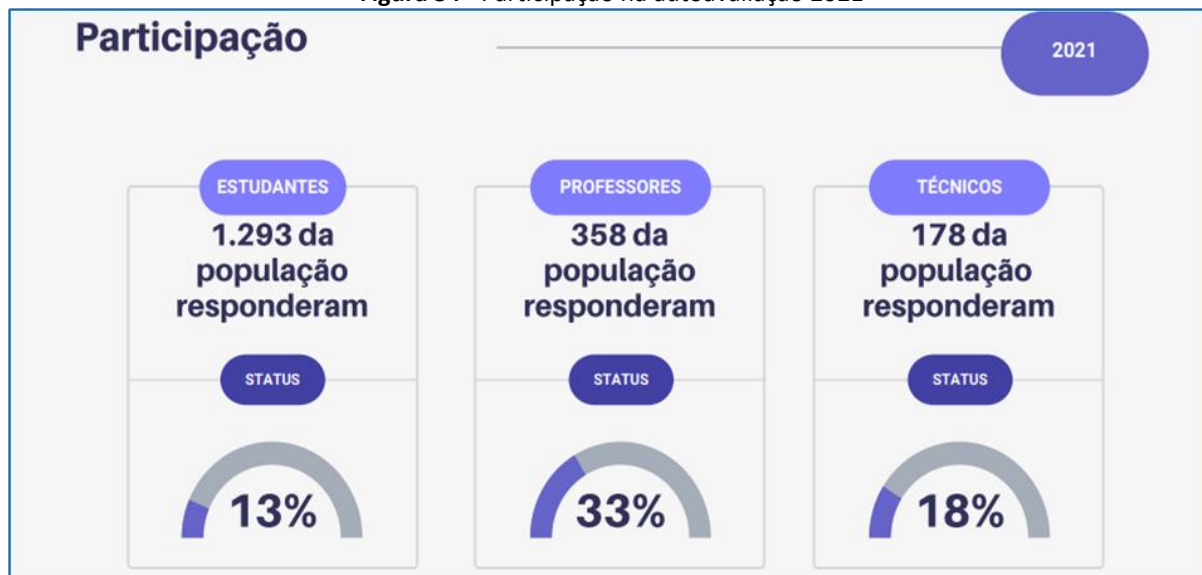 Participação
2021
ESTUDANTES
1.293 da
população
responderam
STATUS
13%
PROFESSORES
358 da
população
responderam
STATUS
33%
TÉCNICOS
178 da
população
responderam
STATUS
18%